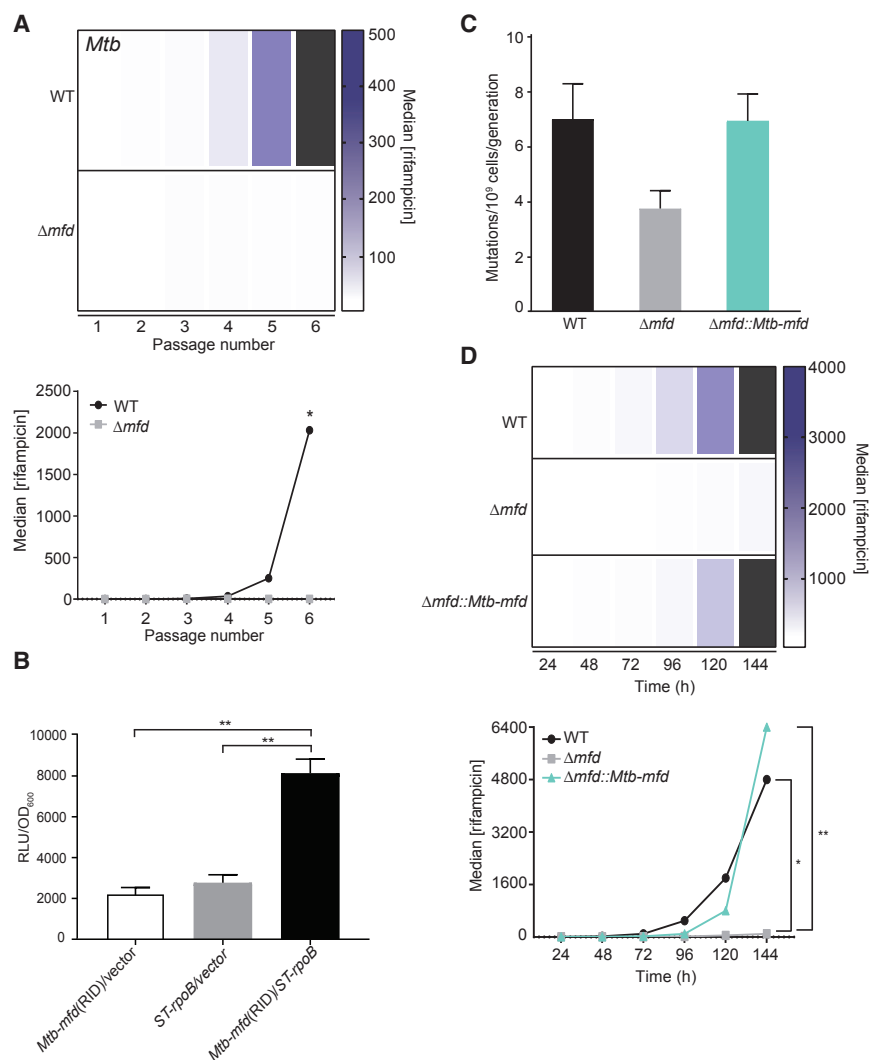 A
Mtb
WT
Δmfd
500
400
300
200
100
Median [rifampicin]
1 2 3 4 5 6
Passage number
2500
2000
1500
1000
500
0
Median [rifampicin]
WT
Δmfd
*
1 2 3 4 5 6
Passage number
B
10000
8000
6000
4000
2000
0
RLU/OD600
**
**
Mtb-mfd(RID)/vector
ST-rpoB/vector
Mtb-mfd(RID)/ST-rpoB
C
10
8
6
4
2
0
Mutations/10⁹ cells/generation
WT Δmfd Δmfd::Mtb-mfd
D
WT
Δmfd
Δmfd::Mtb-mfd
4000
3000
2000
1000
Median [rifampicin]
24 48 72 96 120 144
Time (h)
6400
4800
3200
1600
0
Median [rifampicin]
WT
Δmfd
Δmfd::Mtb-mfd
*
**
24 48 72 96 120 144
Time (h)